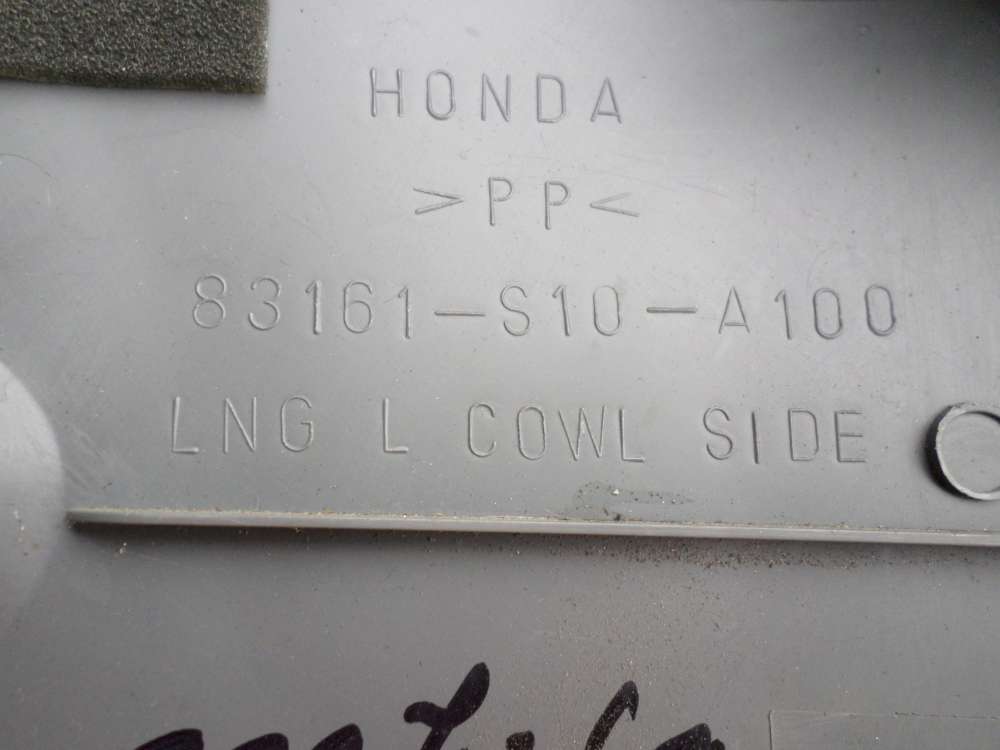 HONDA
>PP<
83161-S10-A100
LNG L COWL SIDE